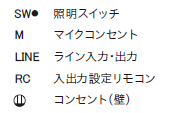 SW● 照明スイッチ
M マイクコンセント
LINE ライン入力・出力
RC 入出力設定リモコン
コンセント(壁)